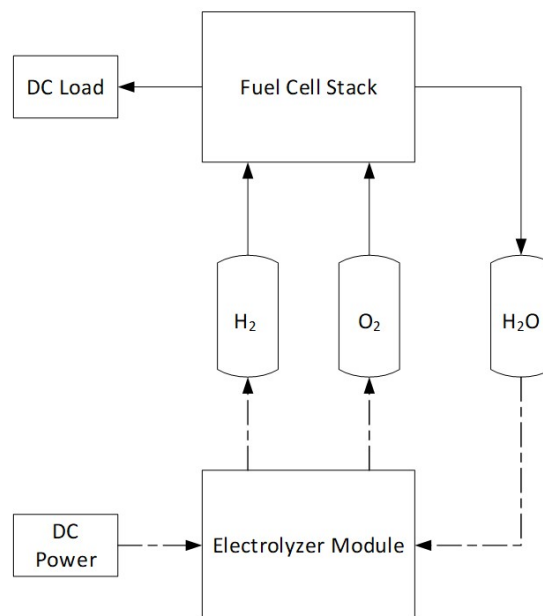 DC Load
Fuel Cell Stack
H₂
O₂
H₂O
DC
Power
Electrolyzer Module